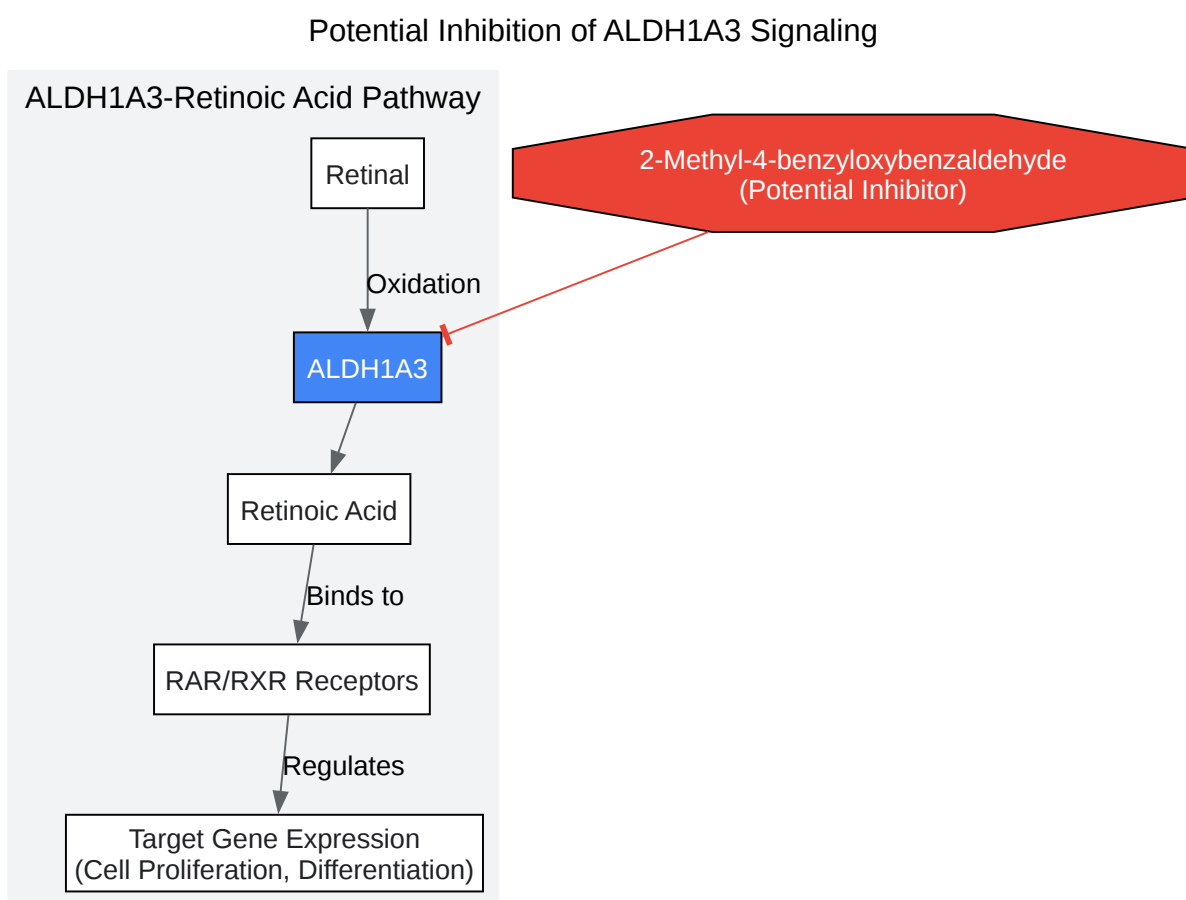 Potential Inhibition of ALDH1A3 Signaling
ALDH1A3-Retinoic Acid Pathway
Retinal
2-Methyl-4-benzyloxybenzaldehyde
(Potential Inhibitor)
Oxidation
ALDH1A3
Retinoic Acid
Binds to
RAR/RXR Receptors
Regulates
Target Gene Expression
(Cell Proliferation, Differentiation)